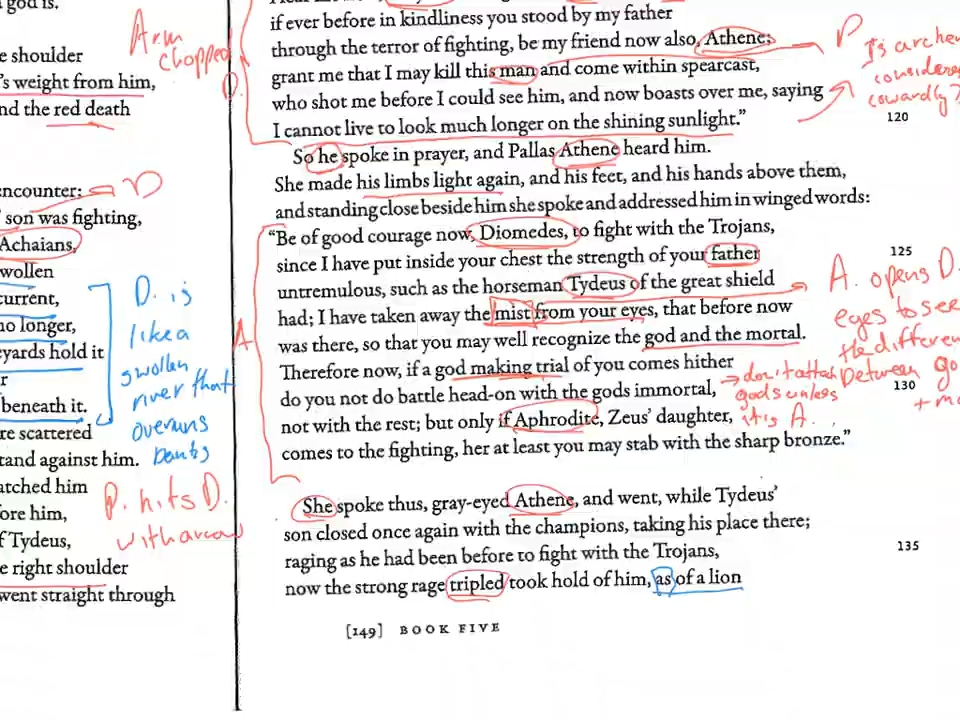 god is.
e shoulder
's weight from him,
nd the red death
encounter:
D
son was fighting,
Achaians,
wollen
current,
no longer,
eyards hold it
r
beneath it.
re scattered
tand against him.
atched him
ore him,
f Tydeus,
e right shoulder
went straight through
Arm
chopped
D. is
like a
swollen
river that
overruns
banks
P. hits D.
with arrow
if ever before in kindliness you stood by my father
through the terror of fighting, be my friend now also, Athene;
grant me that I may kill this man and come within spearcast,
who shot me before I could see him, and now boasts over me, saying
I cannot live to look much longer on the shining sunlight."
So he spoke in prayer, and Pallas Athene heard him.
She made his limbs light again, and his feet, and his hands above them,
and standing close beside him she spoke and addressed him in winged words:
"Be of good courage now, Diomedes, to fight with the Trojans,
since I have put inside your chest the strength of your father
untremulous, such as the horseman Tydeus of the great shield
had; I have taken away the mist from your eyes, that before now
was there, so that you may well recognize the god and the mortal.
Therefore now, if a god making trial of you comes hither
do you not do battle head-on with the gods immortal,
not with the rest; but only if Aphrodite, Zeus' daughter,
comes to the fighting, her at least you may stab with the sharp bronze."
She spoke thus, gray-eyed Athene, and went, while Tydeus'
son closed once again with the champions, taking his place there;
raging as he had been before to fight with the Trojans,
now the strong rage tripled took hold of him, as of a lion
[149] BOOK FIVE
D.
A
P
Is archer
considered
cowardly?
120
125
A. opens D.
eyes to see
the differen
between go
+ mo
130
don't attack
gods unless
it is A.
135